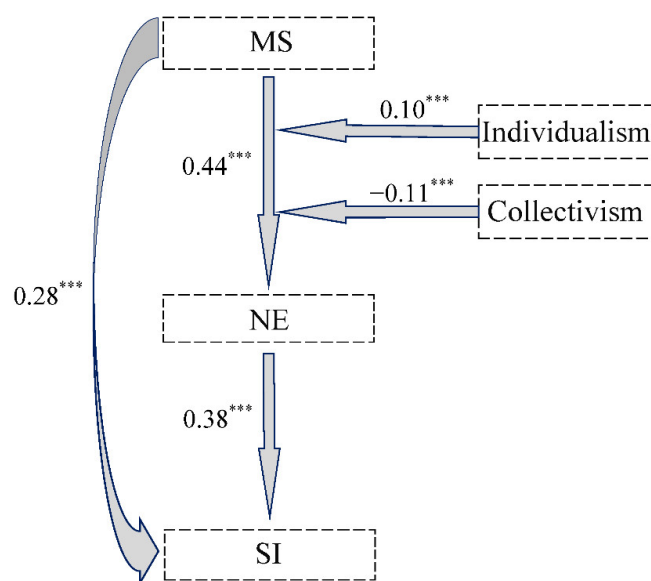 MS
0.10***
Individualism
0.44***
−0.11***
Collectivism
0.28***
NE
0.38***
SI